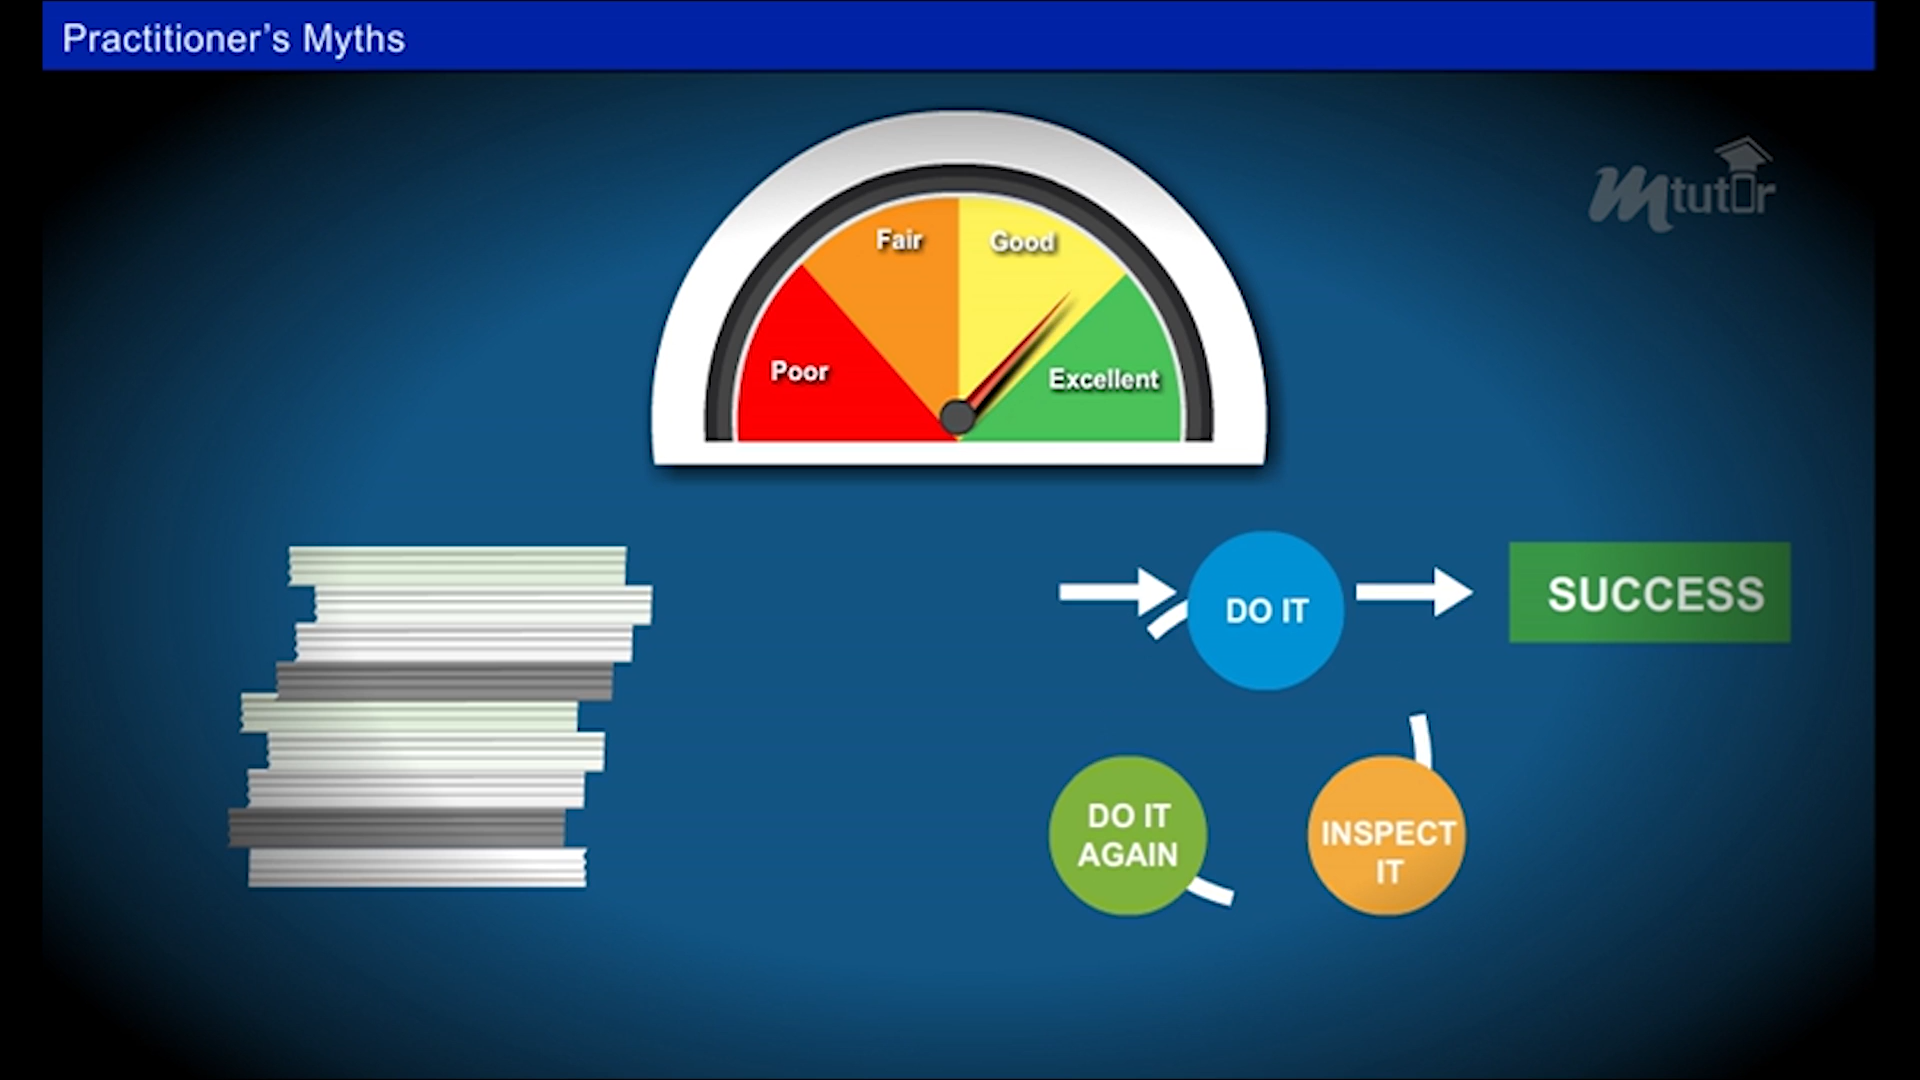 Practitioner's Myths
mtutor
Fair
Good
Poor
Excellent
DO IT
SUCCESS
DO IT
AGAIN
INSPECT
IT